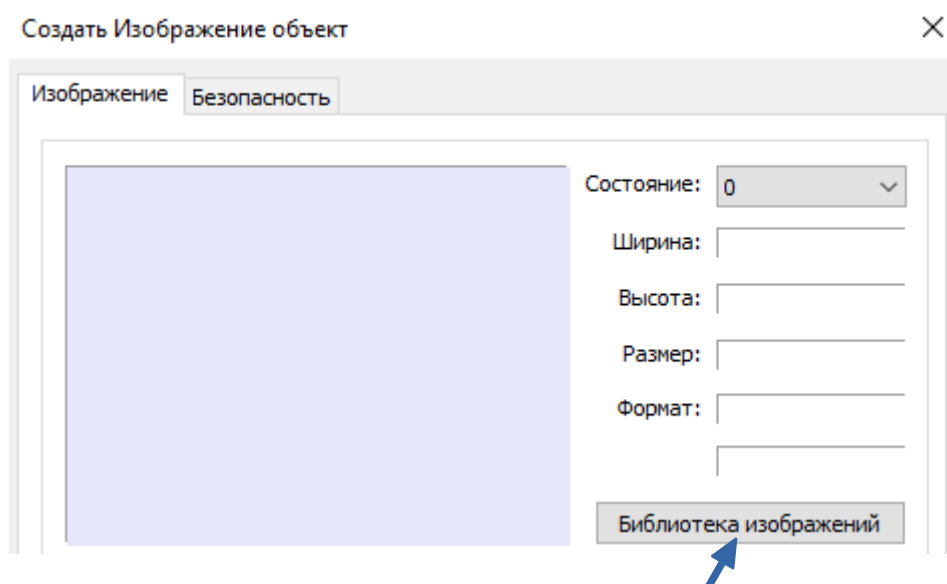 Создать Изображение объект
Изображение Безопасность
Состояние: 0
Ширина:
Высота:
Размер:
Формат:
Библиотека изображений